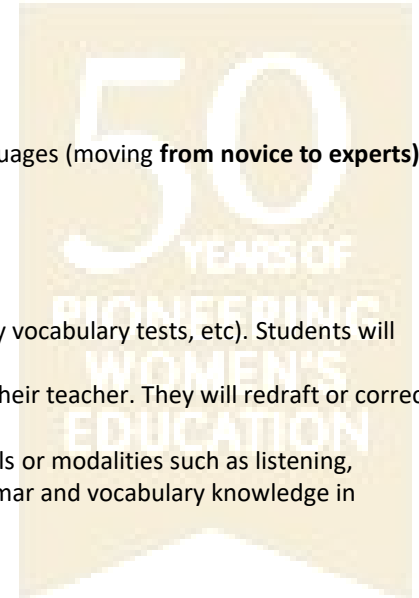 uages (moving from novice to experts)
50
YEARS OF
y vocabulary tests, etc). Students will
PIONEERING
WOMEN'S
heir teacher. They will redraft or correc
EDUCATION
ls or modalities such as listening,
mar and vocabulary knowledge in